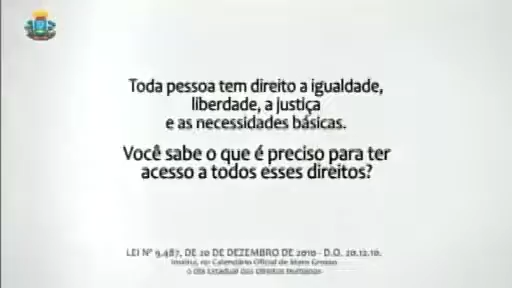 Toda pessoa tem direito a igualdade,
liberdade, a justiça
e as necessidades básicas.
Você sabe o que é preciso para ter
acesso a todos esses direitos?
LEI Nº 9.487, DE 20 DE DEZEMBRO DE 2010 - D.O. 20.12.10.
Institui, no Calendário Oficial de Mato Grosso
o Dia Estadual dos Direitos Humanos